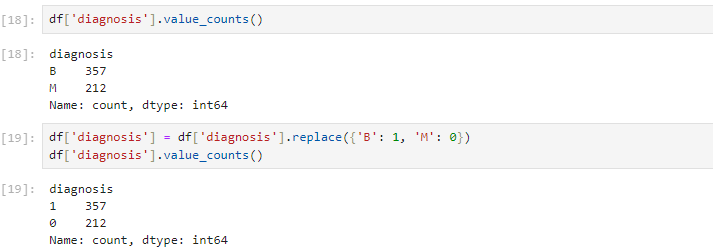 [18]: df['diagnosis'].value_counts()
[18]: diagnosis
B    357
M    212
Name: count, dtype: int64
[19]: df['diagnosis'] = df['diagnosis'].replace({'B': 1, 'M': 0})
df['diagnosis'].value_counts()
[19]: diagnosis
1    357
0    212
Name: count, dtype: int64